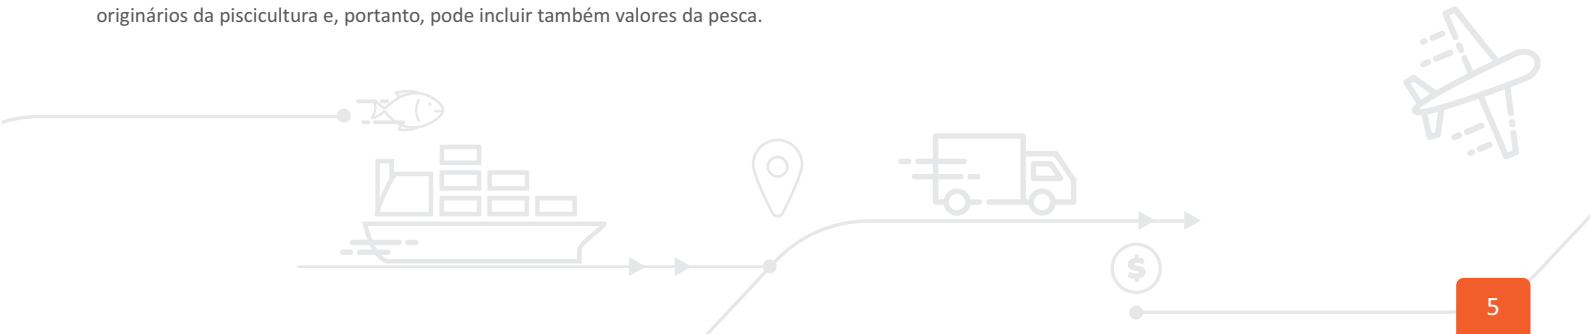 originários da piscicultura e, portanto, pode incluir também valores da pesca.
$
5